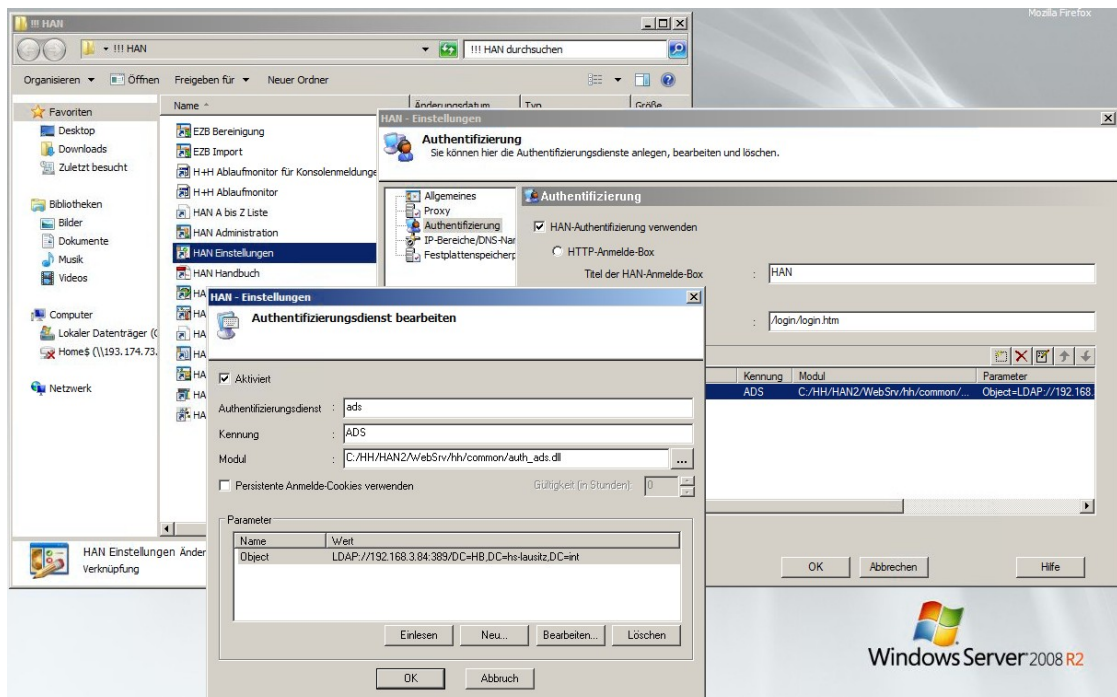 Mozilla Firefox
!!! HAN
!!! HAN
!!! HAN durchsuchen
Organisieren
Öffnen
Freigeben für
Neuer Ordner
Name
Änderungsdatum
Typ
Größe
Favoriten
Desktop
Downloads
Zuletzt besucht
Bibliotheken
Bilder
Dokumente
Musik
Videos
Computer
Lokaler Datenträger (C
Home$ (\\193.174.73.
Netzwerk
EZB Bereinigung
EZB Import
H+H Ablaufmonitor für Konsolenmeldunge
H+H Ablaufmonitor
HAN A bis Z Liste
HAN Administration
HAN Einstellungen
HAN Handbuch
HA
HA
HA
HA
HA
HA
HA
HAN Einstellungen Änder
Verknüpfung
HAN - Einstellungen
Authentifizierung
Sie können hier die Authentifizierungsdienste anlegen, bearbeiten und löschen.
Allgemeines
Proxy
Authentifizierung
IP-Bereiche/DNS-Nar
Festplattenspeicherp
Authentifizierung
HAN-Authentifizierung verwenden
HTTP-Anmelde-Box
Titel der HAN-Anmelde-Box : HAN
: /login/login.htm
Kennung Modul Parameter
ADS C:/HH/HAN2/WebSrv/hh/common/... Object=LDAP://192.168.
OK Abbrechen Hilfe
HAN - Einstellungen
Authentifizierungsdienst bearbeiten
Aktiviert
Authentifizierungsdienst : ads
Kennung : ADS
Modul : C:/HH/HAN2/WebSrv/hh/common/auth_ads.dll ...
Persistente Anmelde-Cookies verwenden Gültigkeit (in Stunden): 0
Parameter
Name Wert
Object LDAP://192.168.3.84:389/DC=HB,DC=hs-lausitz,DC=int
Einlesen Neu... Bearbeiten... Löschen
OK Abbruch
Windows Server 2008 R2